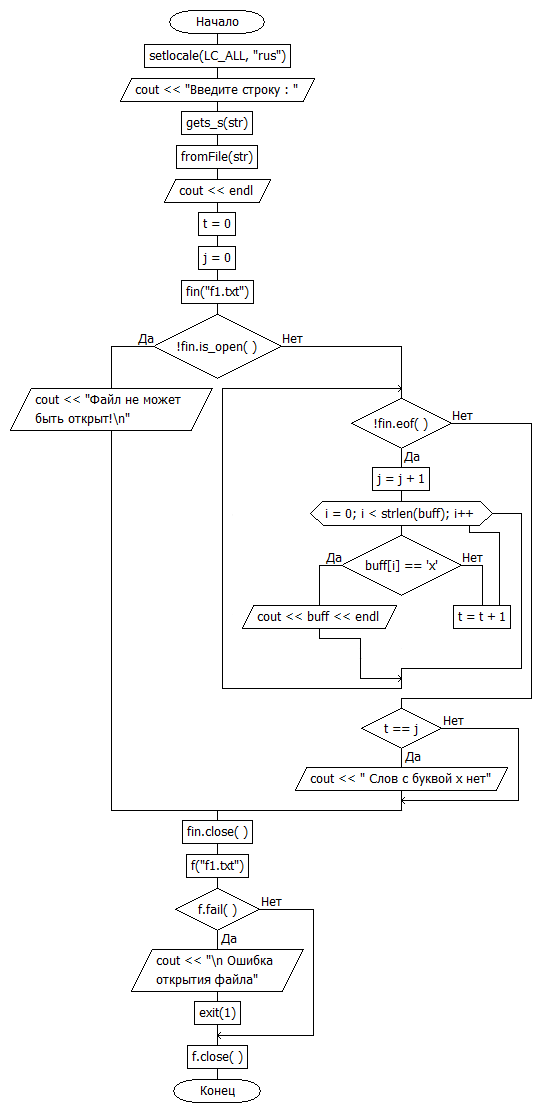 Начало
setlocale(LC_ALL, "rus")
cout << "Введите строку : "
gets_s(str)
fromFile(str)
cout << endl
t = 0
j = 0
fin("f1.txt")
Да
!fin.is_open( )
Нет
cout << "Файл не может
быть открыт!\n"
!fin.eof( )
Нет
Да
j = j + 1
i = 0; i < strlen(buff); i++
Да
buff[i] == 'x'
Нет
cout << buff << endl
t = t + 1
t == j
Нет
Да
cout << " Слов с буквой х нет"
fin.close( )
f("f1.txt")
f.fail( )
Нет
Да
cout << "\n Ошибка
открытия файла"
exit(1)
f.close( )
Конец